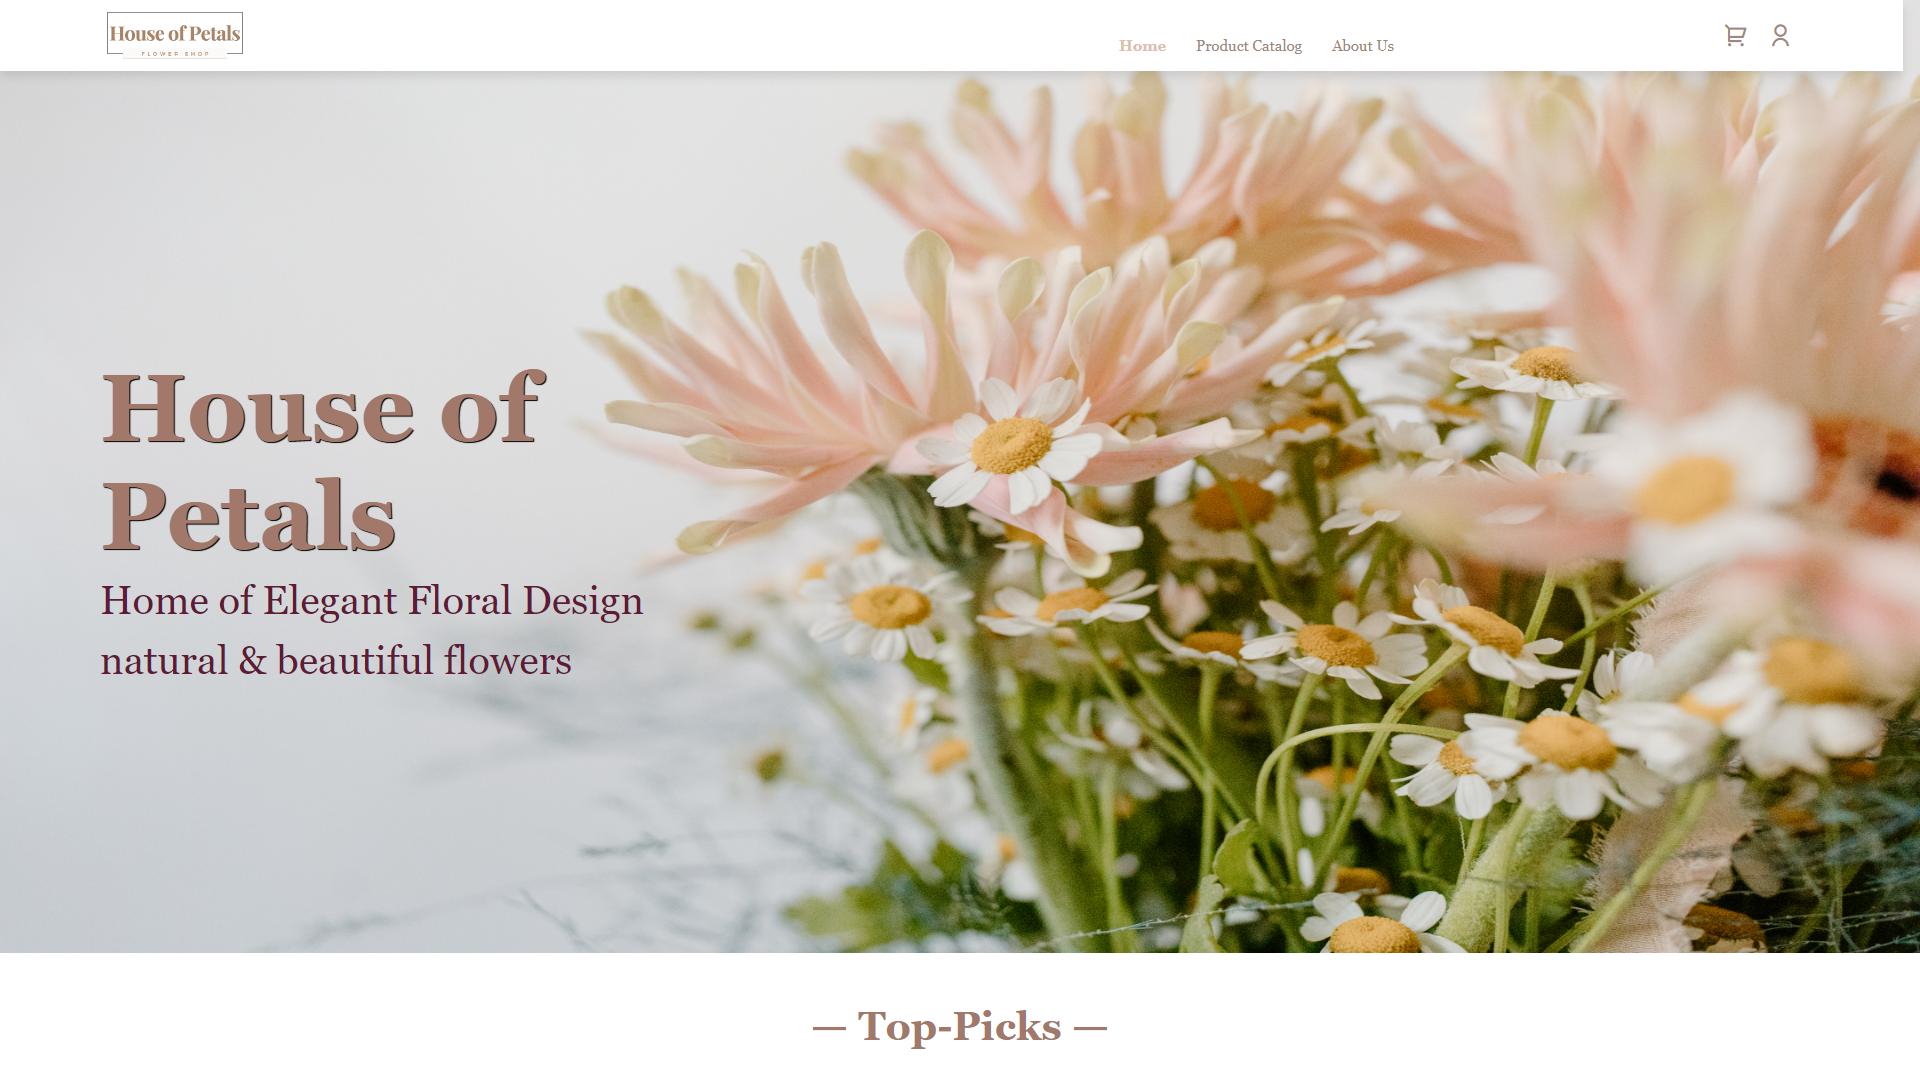 House of Petals
FLOWER SHOP
Home
Product Catalog
About Us
House of
Petals
Home of Elegant Floral Design
natural & beautiful flowers
— Top-Picks —